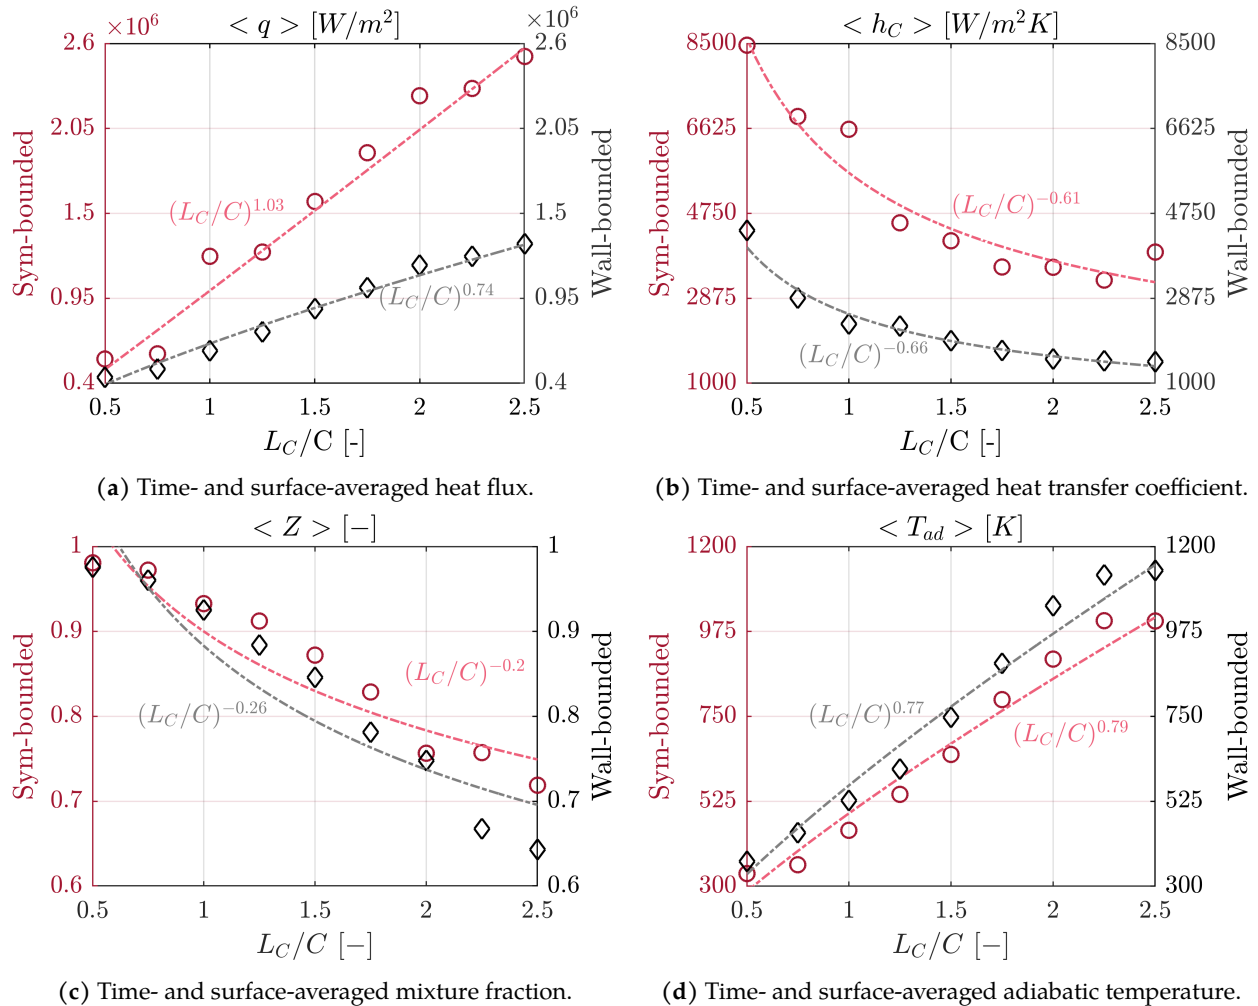 < q > [W/m²]
×10⁶
×10⁶
Sym-bounded
2.6
2.05
1.5
0.95
0.4
2.6
2.05
1.5
0.95
0.4
Wall-bounded
(L_C/C)^1.03
(L_C/C)^0.74
0.5 1 1.5 2 2.5
L_C/C [-]
(a) Time- and surface-averaged heat flux.
< h_C > [W/m²K]
Sym-bounded
8500
6625
4750
2875
1000
8500
6625
4750
2875
1000
Wall-bounded
(L_C/C)^−0.61
(L_C/C)^−0.66
0.5 1 1.5 2 2.5
L_C/C [-]
(b) Time- and surface-averaged heat transfer coefficient.
< Z > [−]
Sym-bounded
1
0.9
0.8
0.7
0.6
1
0.9
0.8
0.7
0.6
Wall-bounded
(L_C/C)^−0.2
(L_C/C)^−0.26
0.5 1 1.5 2 2.5
L_C/C [−]
(c) Time- and surface-averaged mixture fraction.
< T_ad > [K]
Sym-bounded
1200
975
750
525
300
1200
975
750
525
300
Wall-bounded
(L_C/C)^0.77
(L_C/C)^0.79
0.5 1 1.5 2 2.5
L_C/C [−]
(d) Time- and surface-averaged adiabatic temperature.